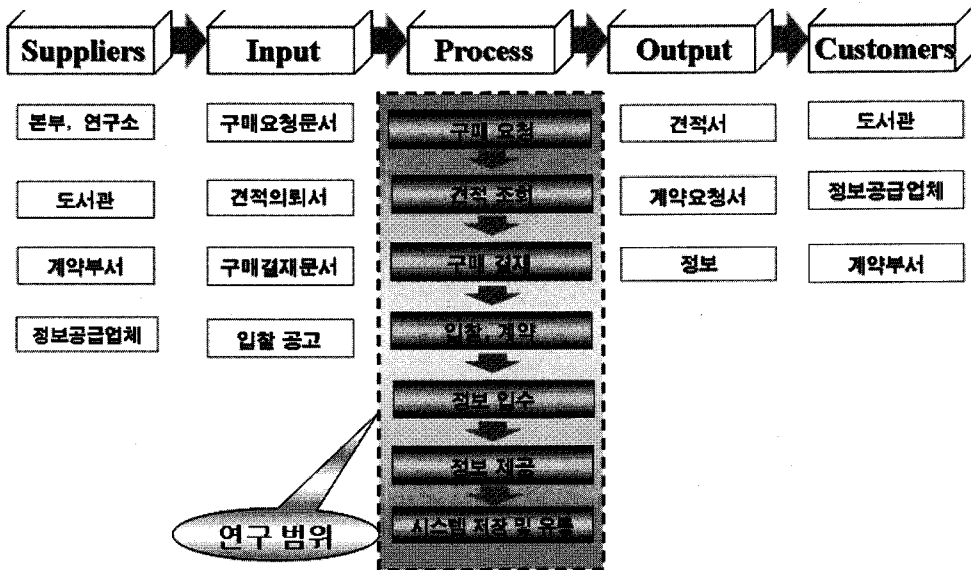 Suppliers
Input
Process
Output
Customers
본부, 연구소
도서관
계약부서
정보공급업체
구매요청문서
견적의뢰서
구매결재문서
입찰 공고
구매 요청
견적 조회
구매 결재
입찰, 계약
정보 입수
정보 제공
시스템 저장 및 유통
견적서
계약요청서
정보
도서관
정보공급업체
계약부서
연구 범위